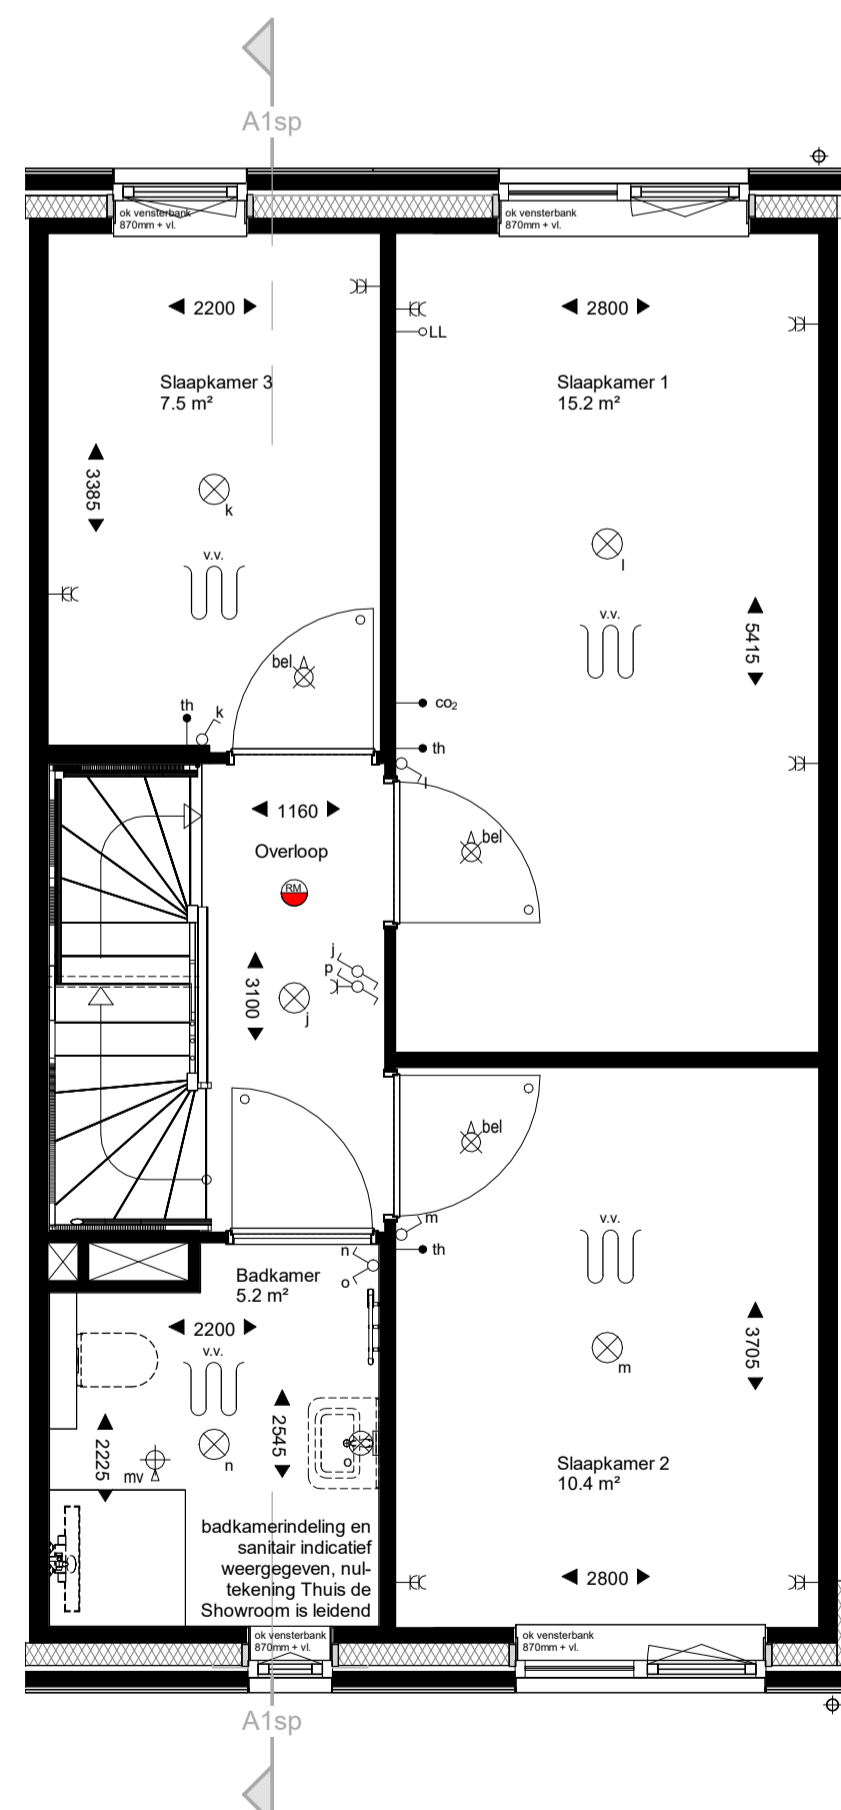 A1sp
ok vensterbank
870mm + vl.
ok vensterbank
870mm + vl.
2200
2800
LL
Slaapkamer 3
7.5 m²
Slaapkamer 1
15.2 m²
3385
k
l
v.v.
v.v.
5415
bel
th
k
co₂
th
l
1160
bel
Overloop
RM
j
p
3100
j
bel
m
th
n
o
Badkamer
5.2 m²
v.v.
2200
v.v.
3705
m
2545
2225
mv
n
o
Slaapkamer 2
10.4 m²
badkamerindeling en
sanitair indicatief
weergegeven, nul-
tekening Thuis de
Showroom is leidend
2800
ok vensterbank
870mm + vl.
ok vensterbank
870mm + vl.
A1sp